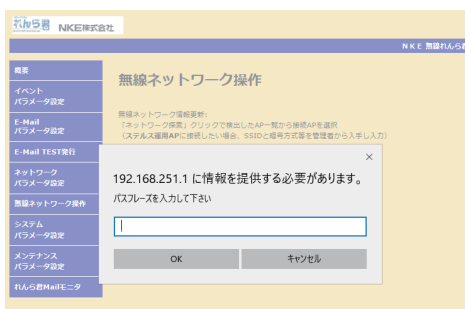 れんら君 NKE株式会社
NKE 無線れんら君
概要
イベント
パラメータ設定
E-Mail
パラメータ設定
E-Mail TEST発行
ネットワーク
パラメータ設定
無線ネットワーク操作
システム
パラメータ設定
メンテナンス
パラメータ設定
れんら君Mailモニタ
無線ネットワーク操作
無線ネットワーク情報更新:
「ネットワーク探索」クリックで検出したAP一覧から接続APを選択
(ステルス運用APに接続したい場合、SSIDと暗号方式等を管理者から入手し入力)
192.168.251.1 に情報を提供する必要があります。
パスフレーズを入力して下さい
OK キャンセル